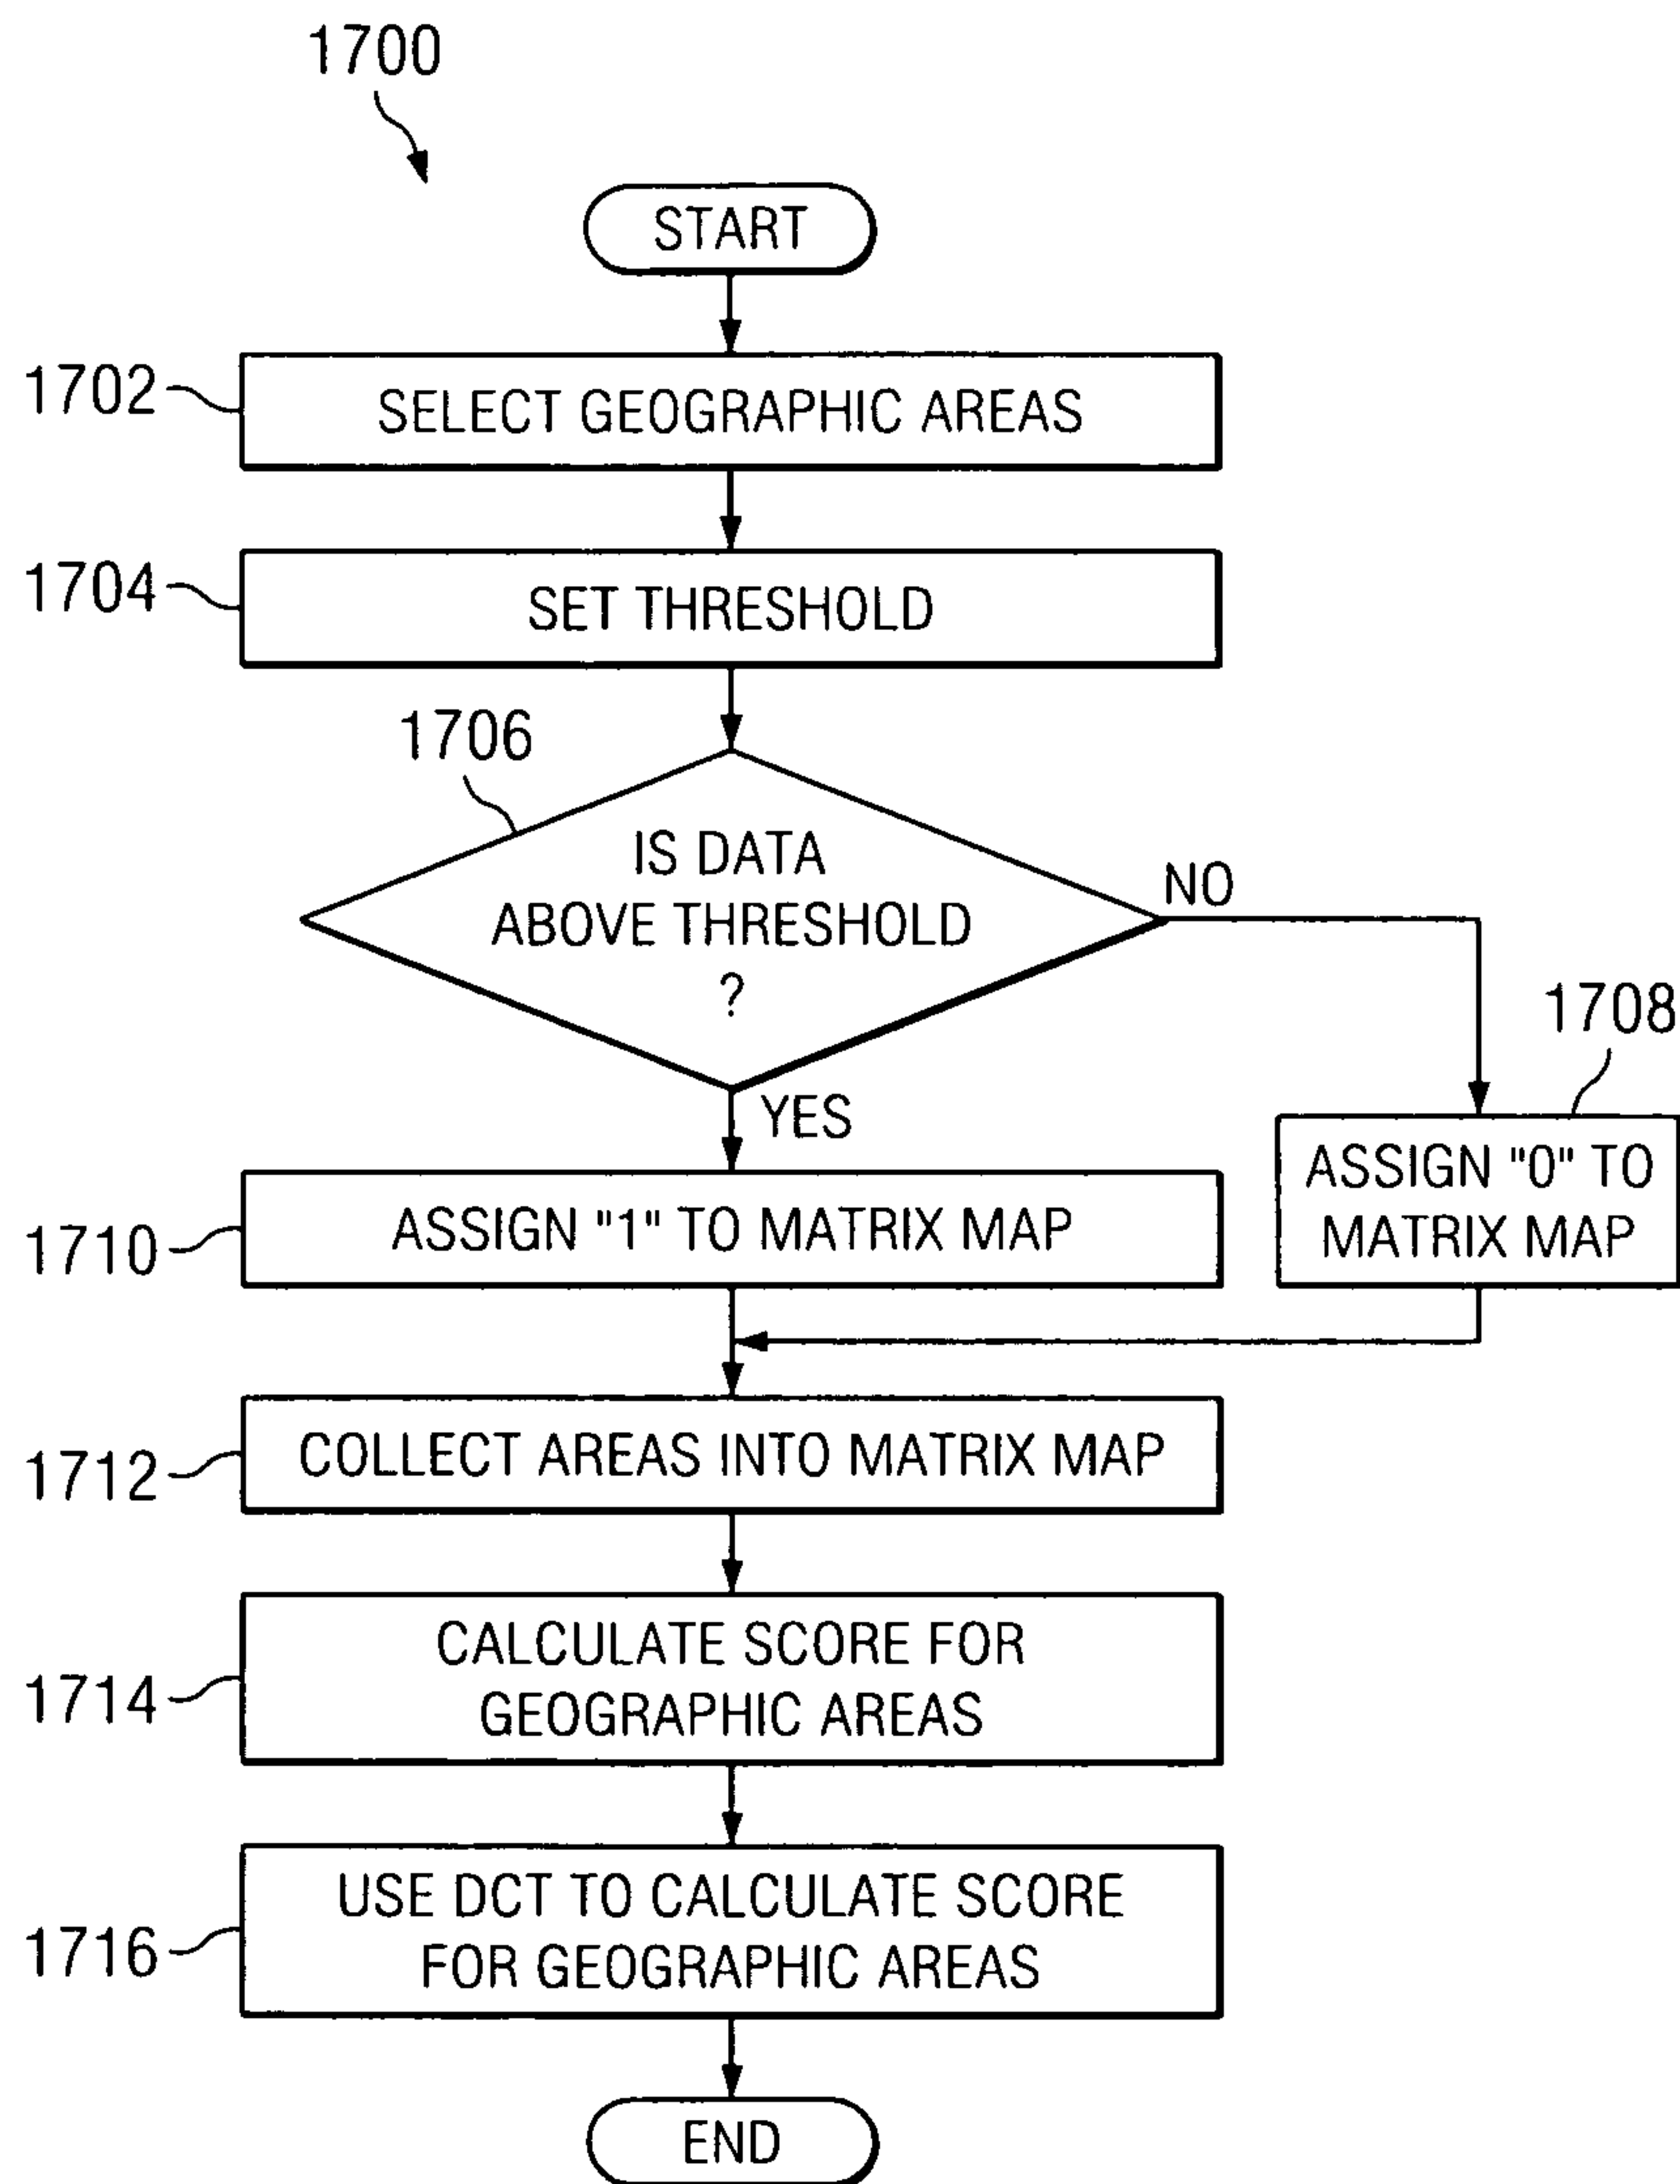 1700
START
1702
SELECT GEOGRAPHIC AREAS
1704
SET THRESHOLD
1706
IS DATA
ABOVE THRESHOLD
?
NO
YES
1708
ASSIGN "0" TO
MATRIX MAP
1710
ASSIGN "1" TO MATRIX MAP
1712
COLLECT AREAS INTO MATRIX MAP
1714
CALCULATE SCORE FOR
GEOGRAPHIC AREAS
1716
USE DCT TO CALCULATE SCORE
FOR GEOGRAPHIC AREAS
END